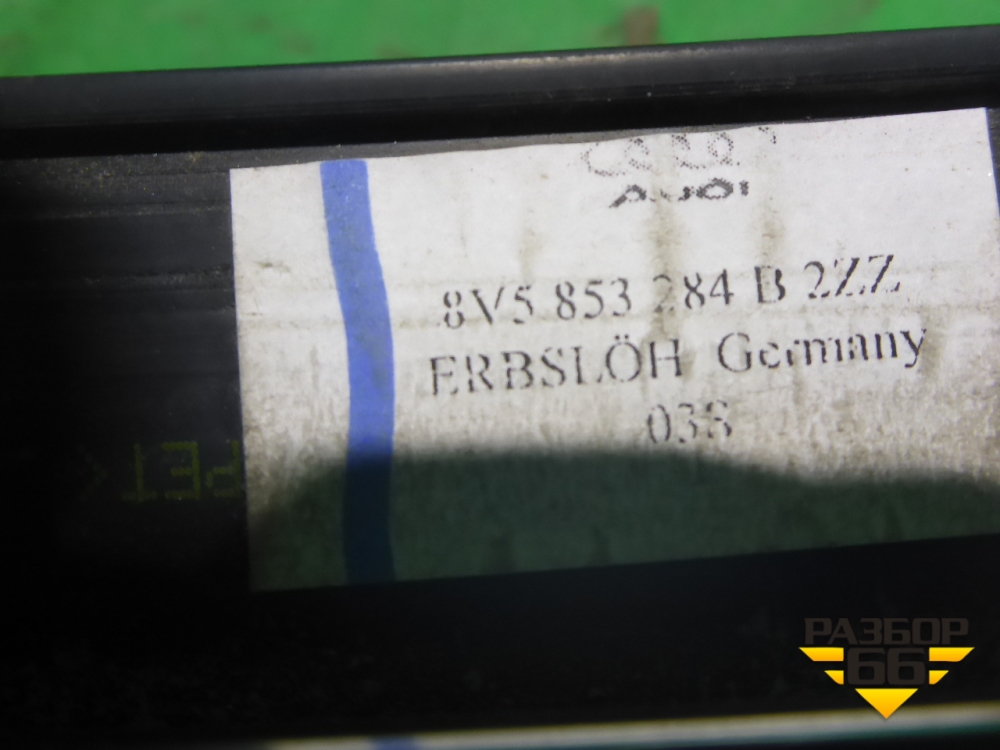 AUDI
8V5 853 284 B 2ZZ
ERBSLÖH Germany
038
PET<
РАЗБОР
66